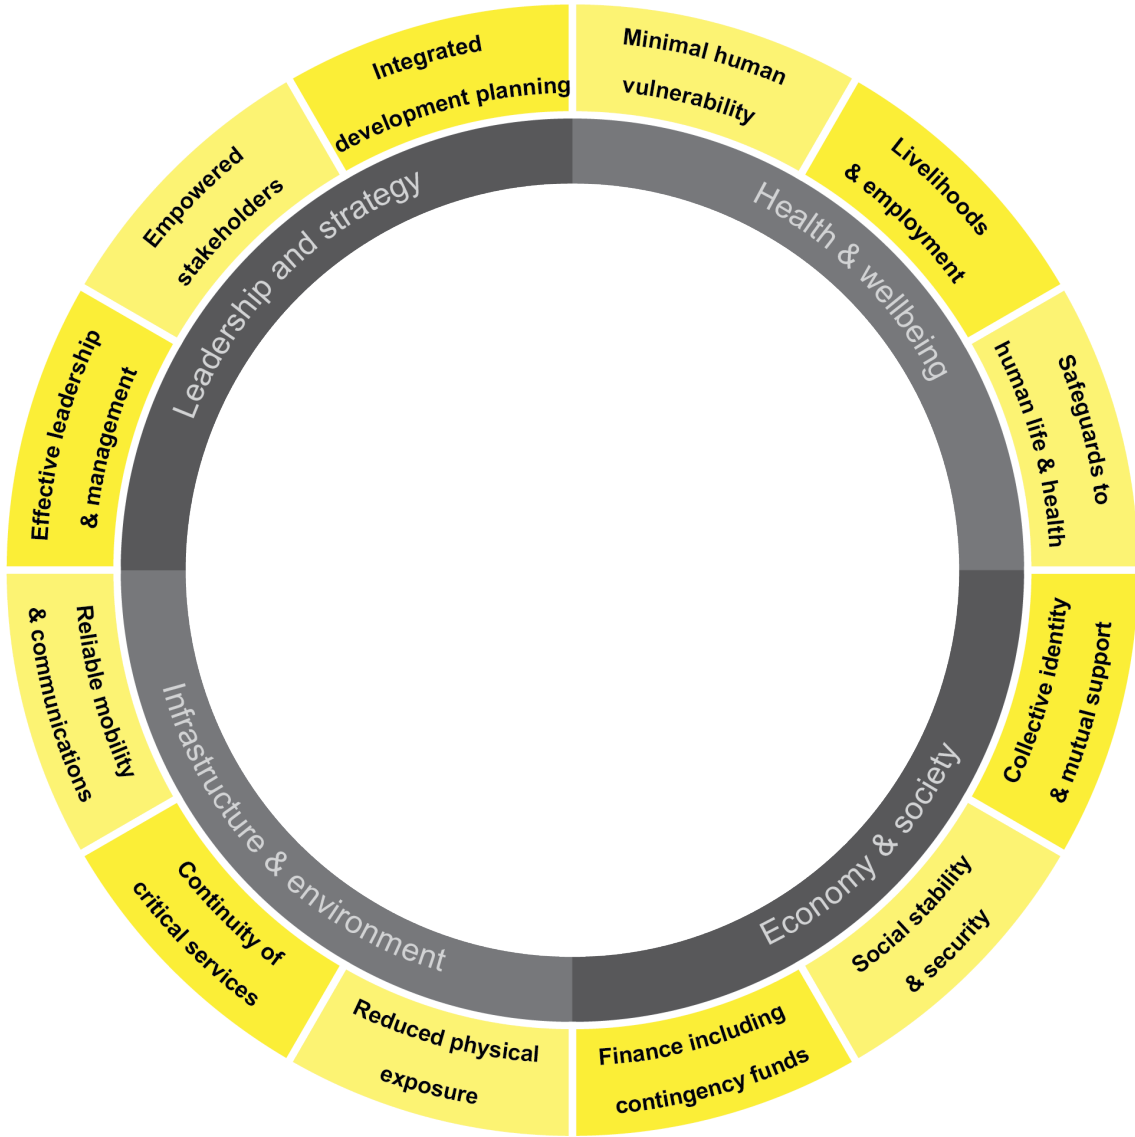 Minimal human
vulnerability
Livelihoods
& employment
Safeguards to
human life & health
Collective identity
& mutual support
Social stability
& security
Finance including
contingency funds
Reduced physical
exposure
Continuity of
critical services
Reliable mobility
& communications
Effective leadership
& management
Empowered
stakeholders
Integrated
development planning
Health & wellbeing
Economy & society
Infrastructure & environment
Leadership and strategy